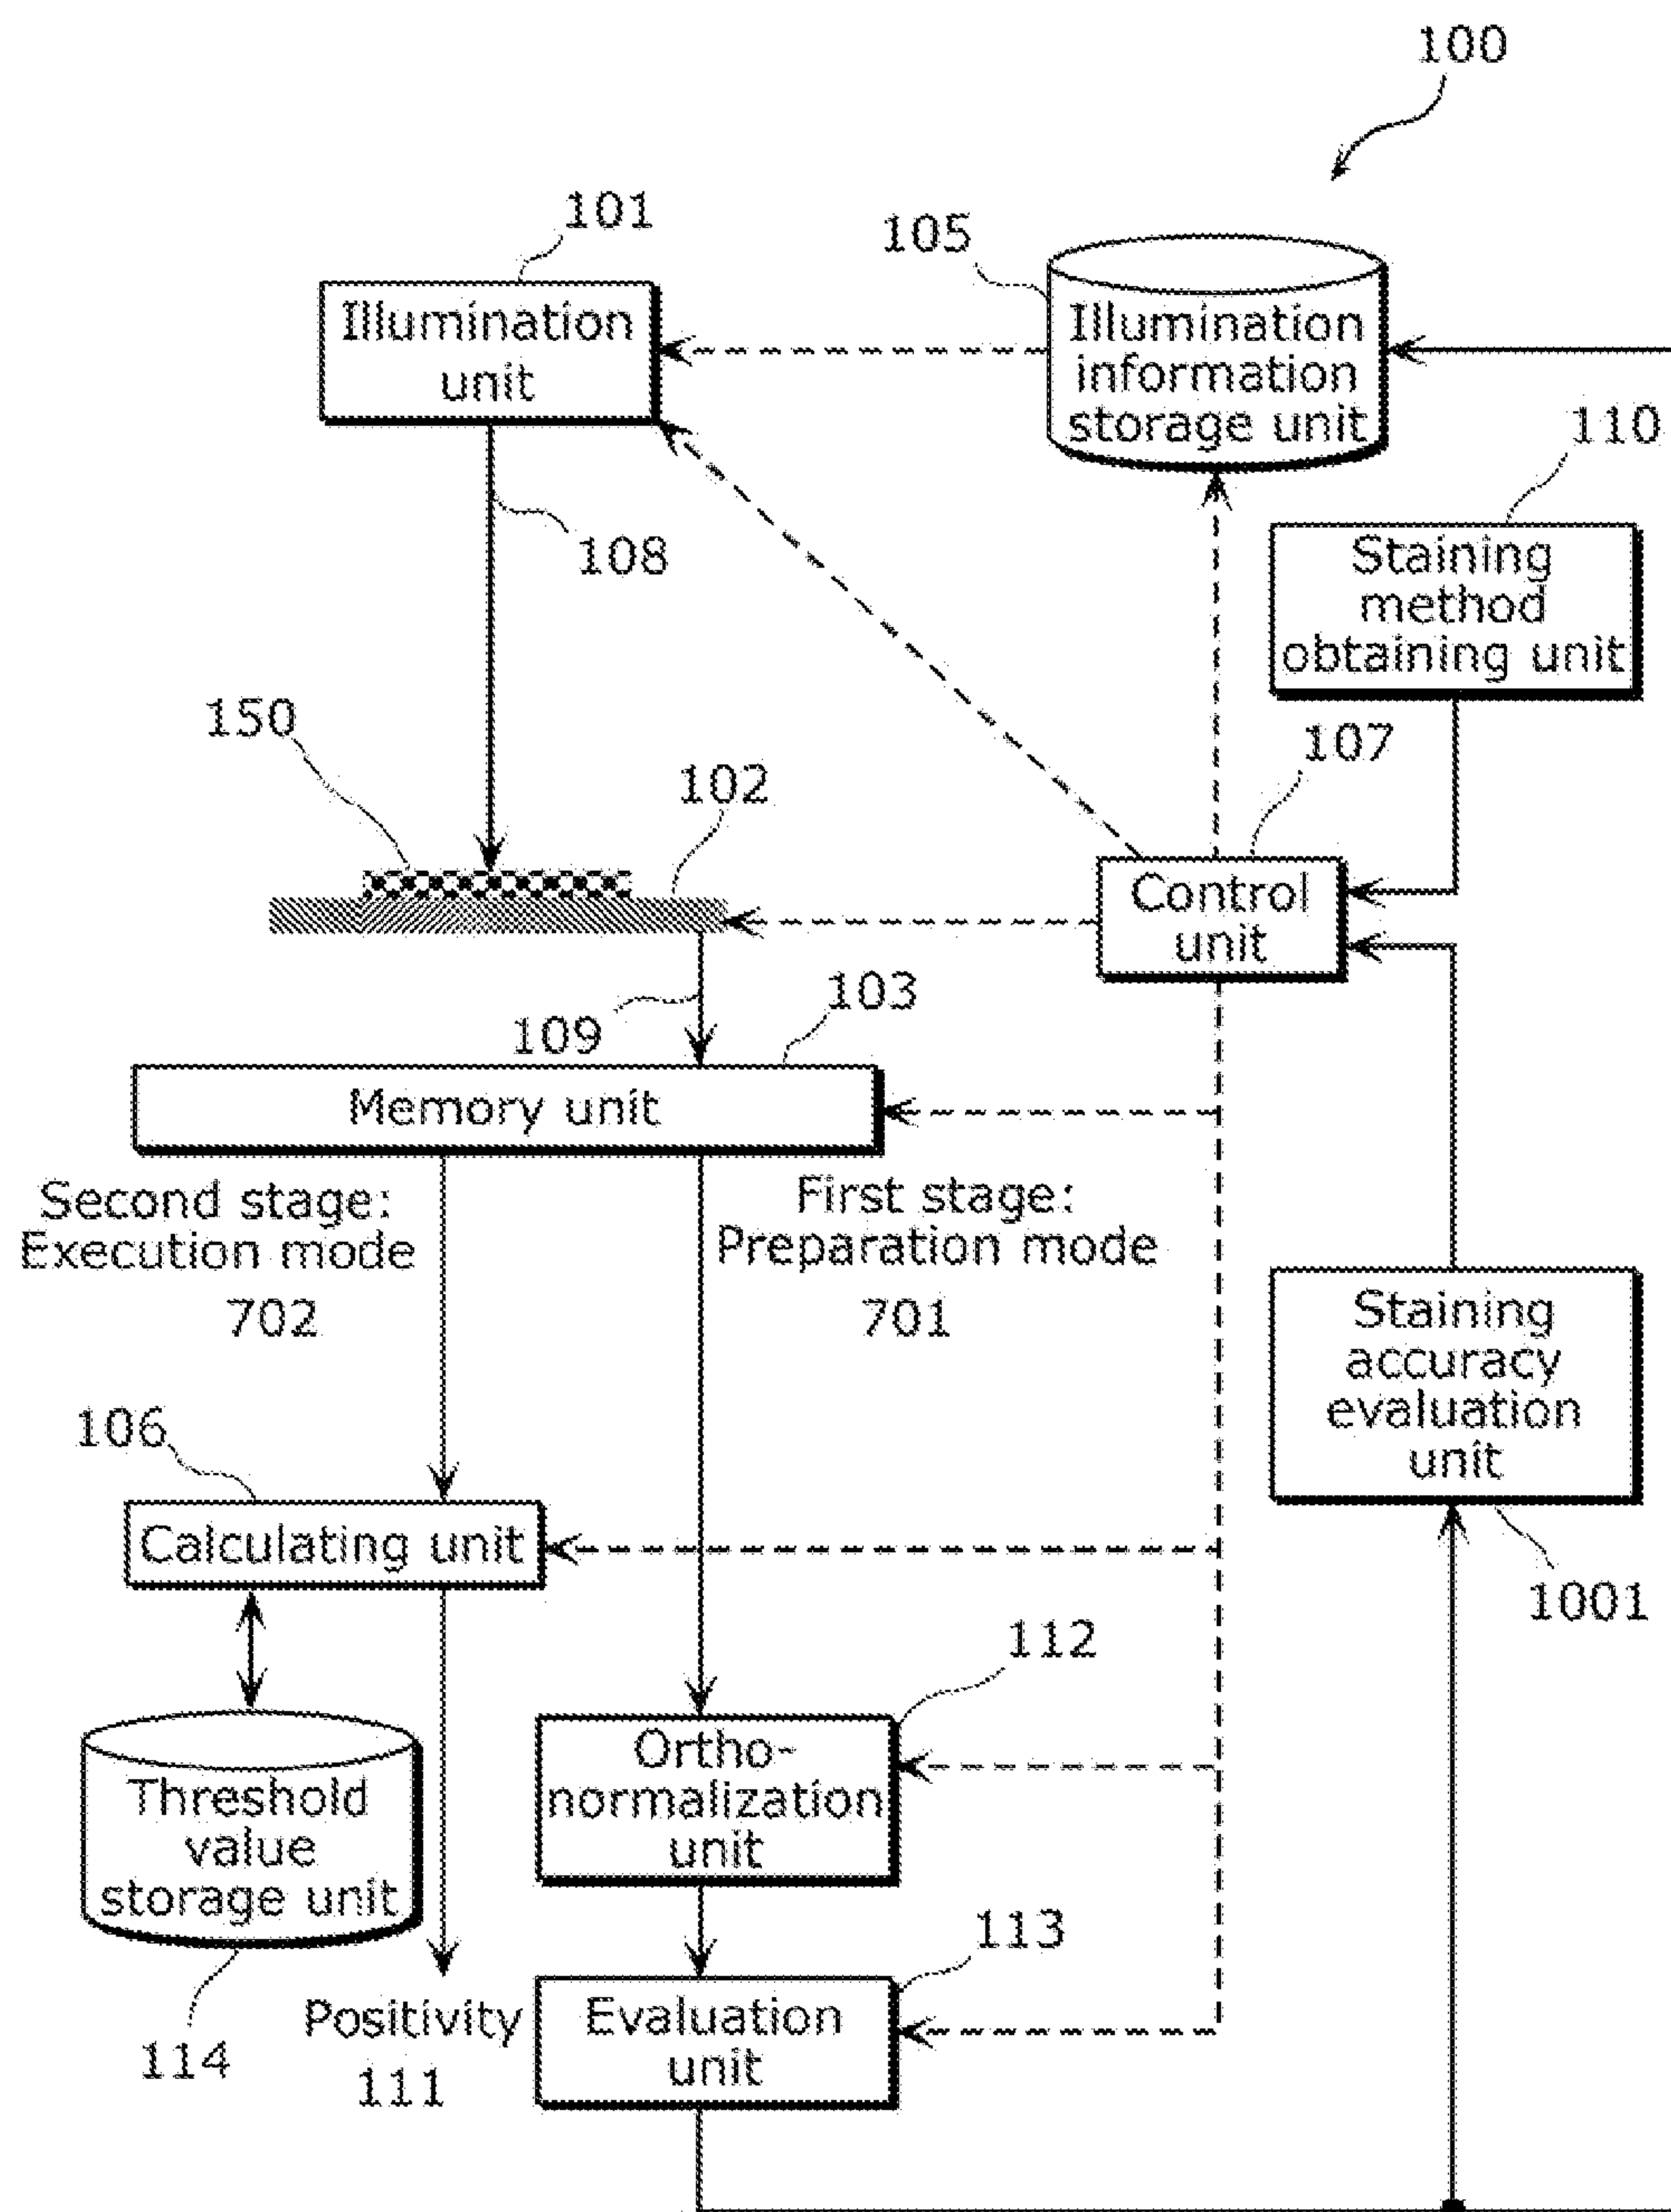 100
101
105
Illumination
unit
Illumination
information
storage unit
110
108
Staining
method
obtaining unit
150
102
107
Control
unit
109
103
Memory unit
Second stage:
Execution mode
702
First stage:
Preparation mode
701
Staining
accuracy
evaluation
unit
106
Calculating unit
1001
112
Ortho-
normalization
unit
Threshold
value
storage unit
113
114
Positivity
111
Evaluation
unit